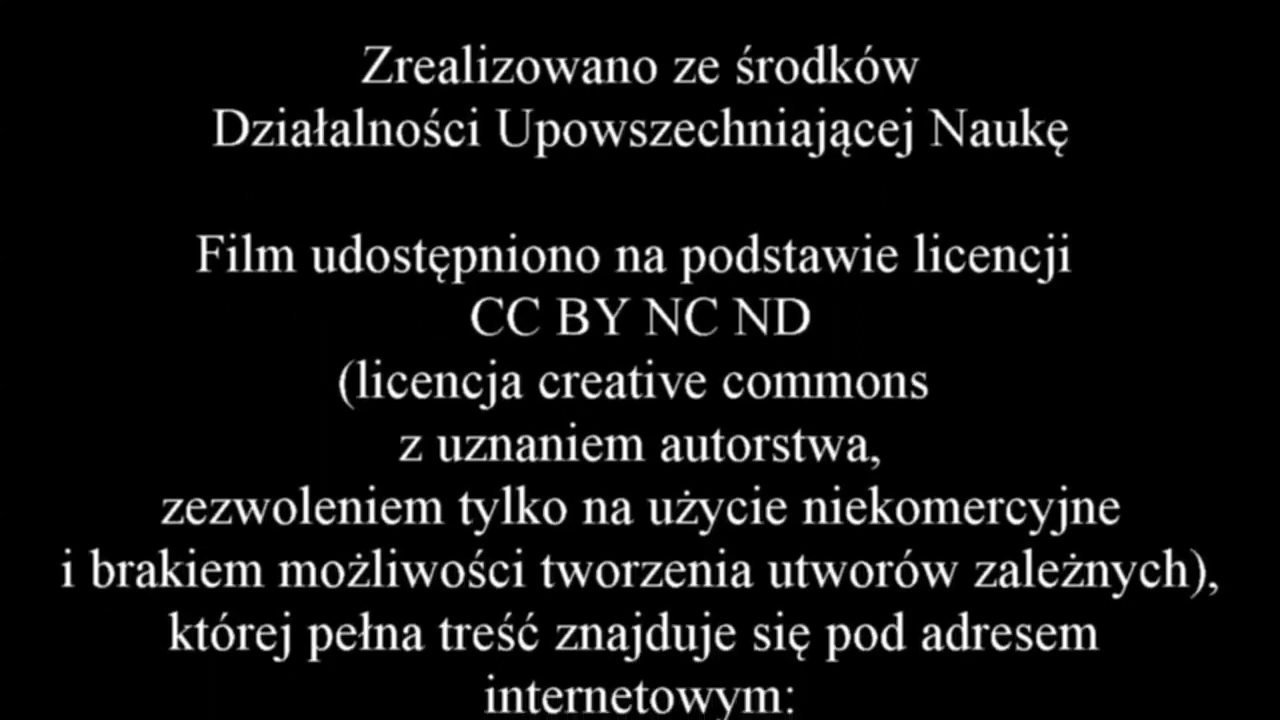 Zrealizowano ze środków
Działalności Upowszechniającej Naukę
Film udostępniono na podstawie licencji
CC BY NC ND
(licencja creative commons
z uznaniem autorstwa,
zezwoleniem tylko na użycie niekomercyjne
i brakiem możliwości tworzenia utworów zależnych),
której pełna treść znajduje się pod adresem
internetowym: